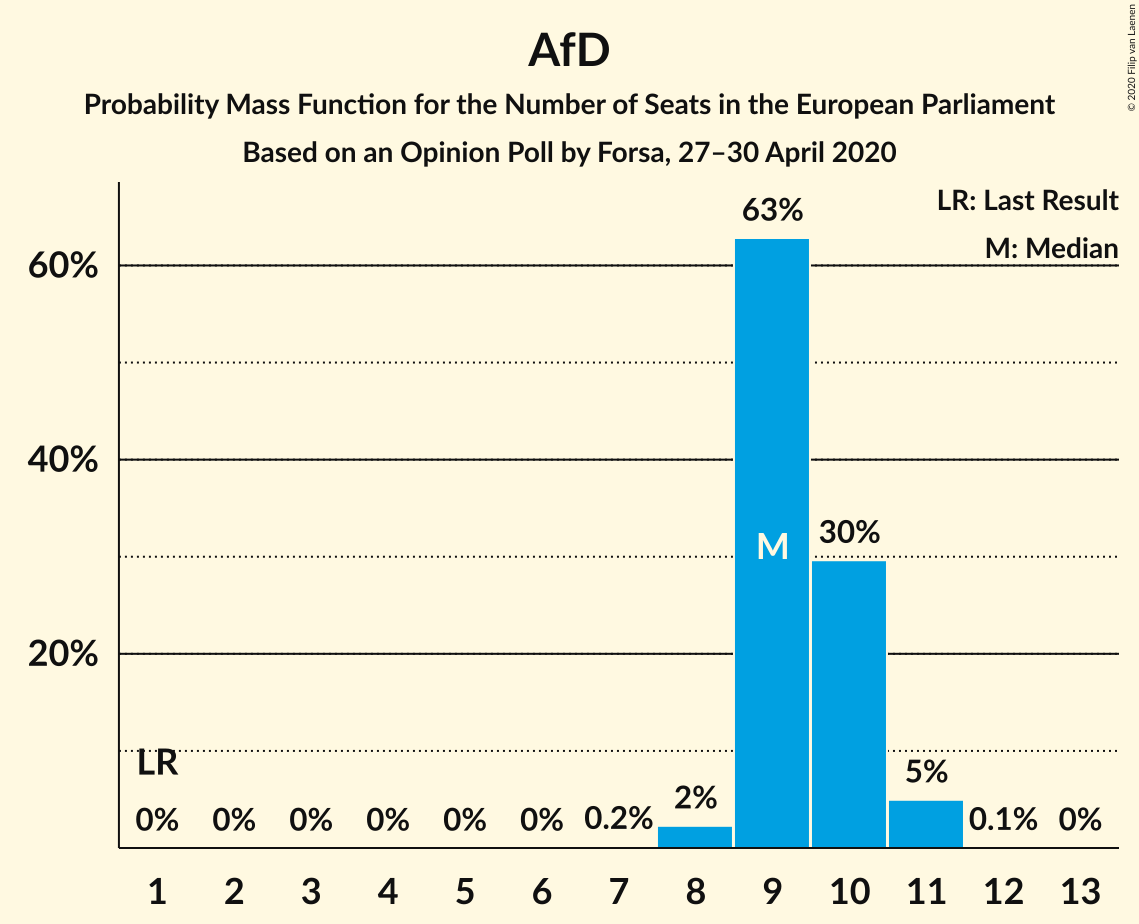 AfD
Probability Mass Function for the Number of Seats in the European Parliament
Based on an Opinion Poll by Forsa, 27–30 April 2020
© 2020 Filip van Laenen
LR: Last Result
M: Median
60%
40%
20%
63%
M
30%
LR
0% 0% 0% 0% 0% 0% 0.2% 2% 5% 0.1% 0%
1 2 3 4 5 6 7 8 9 10 11 12 13